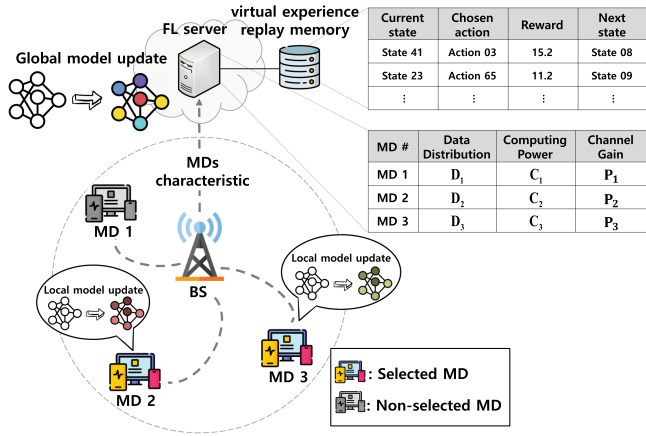 virtual experience
replay memory
FL server
Global model update
Current state	Chosen action	Reward	Next state
State 41	Action 03	15.2	State 08
State 23	Action 65	11.2	State 09
⋮	⋮	⋮	⋮
MD #	Data Distribution	Computing Power	Channel Gain
MD 1	D₁	C₁	P₁
MD 2	D₂	C₂	P₂
MD 3	D₃	C₃	P₃
MDs
characteristic
MD 1
BS
Local model update
Local model update
MD 2
MD 3
: Selected MD
: Non-selected MD